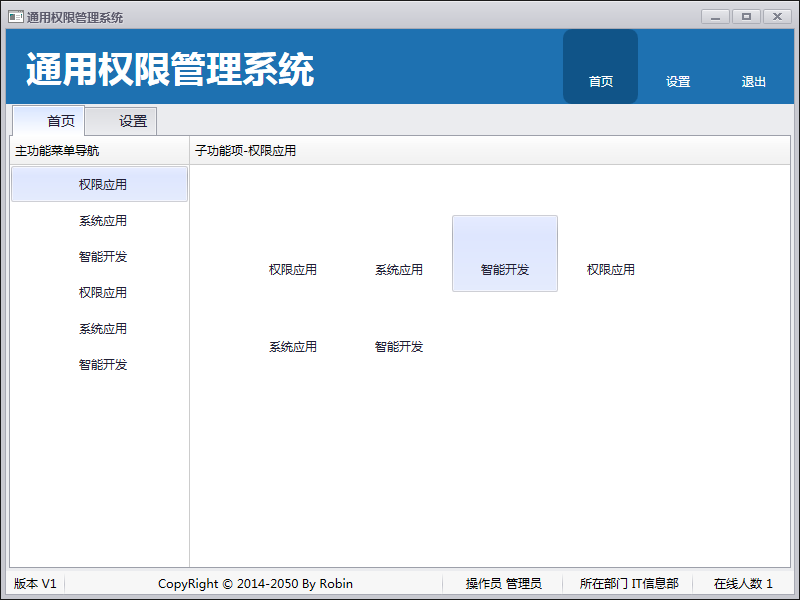 通用权限管理系统
通用权限管理系统
首页 设置 退出
首页 设置
主功能菜单导航 子功能项-权限应用
权限应用
系统应用
智能开发
权限应用
系统应用
智能开发
权限应用 系统应用 智能开发 权限应用
系统应用 智能开发
版本 V1 CopyRight © 2014-2050 By Robin 操作员 管理员 所在部门 IT信息部 在线人数 1